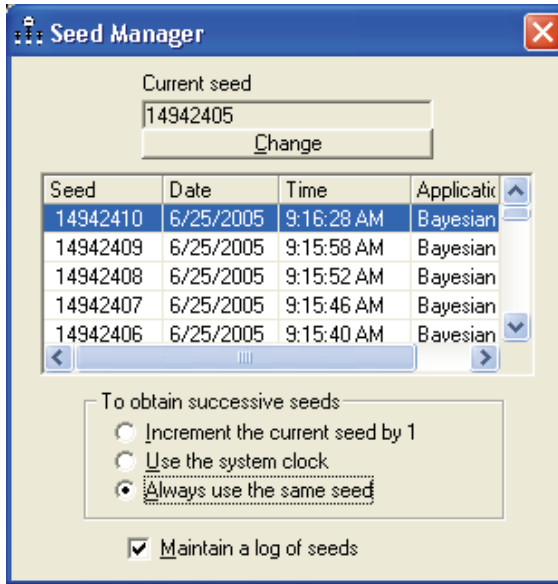 Seed Manager
Current seed
14942405
Change
Seed Date Time Applicatic
14942410 6/25/2005 9:16:28 AM Bayesian
14942409 6/25/2005 9:15:58 AM Bayesian
14942408 6/25/2005 9:15:52 AM Bayesian
14942407 6/25/2005 9:15:46 AM Bayesian
14942406 6/25/2005 9:15:40 AM Bayesian
To obtain successive seeds
Increment the current seed by 1
Use the system clock
Always use the same seed
Maintain a log of seeds